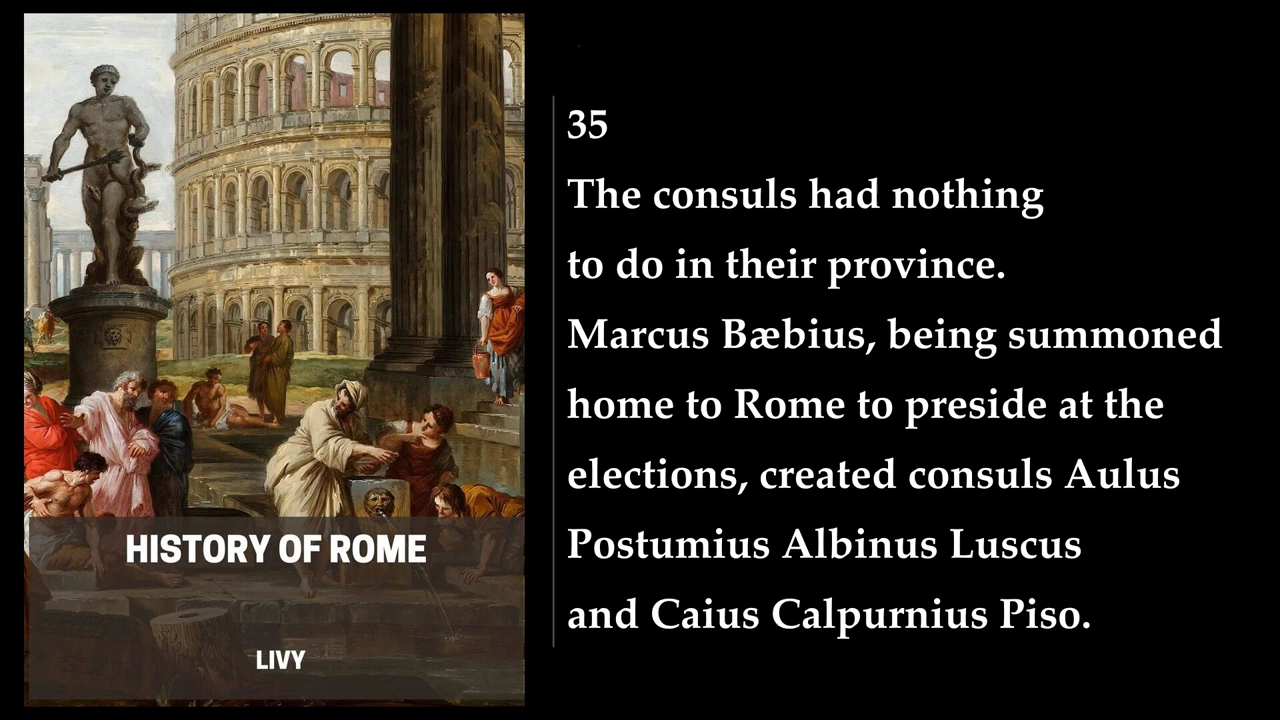 HISTORY OF ROME
LIVY
35
The consuls had nothing
to do in their province.
Marcus Bæbius, being summoned
home to Rome to preside at the
elections, created consuls Aulus
Postumius Albinus Luscus
and Caius Calpurnius Piso.